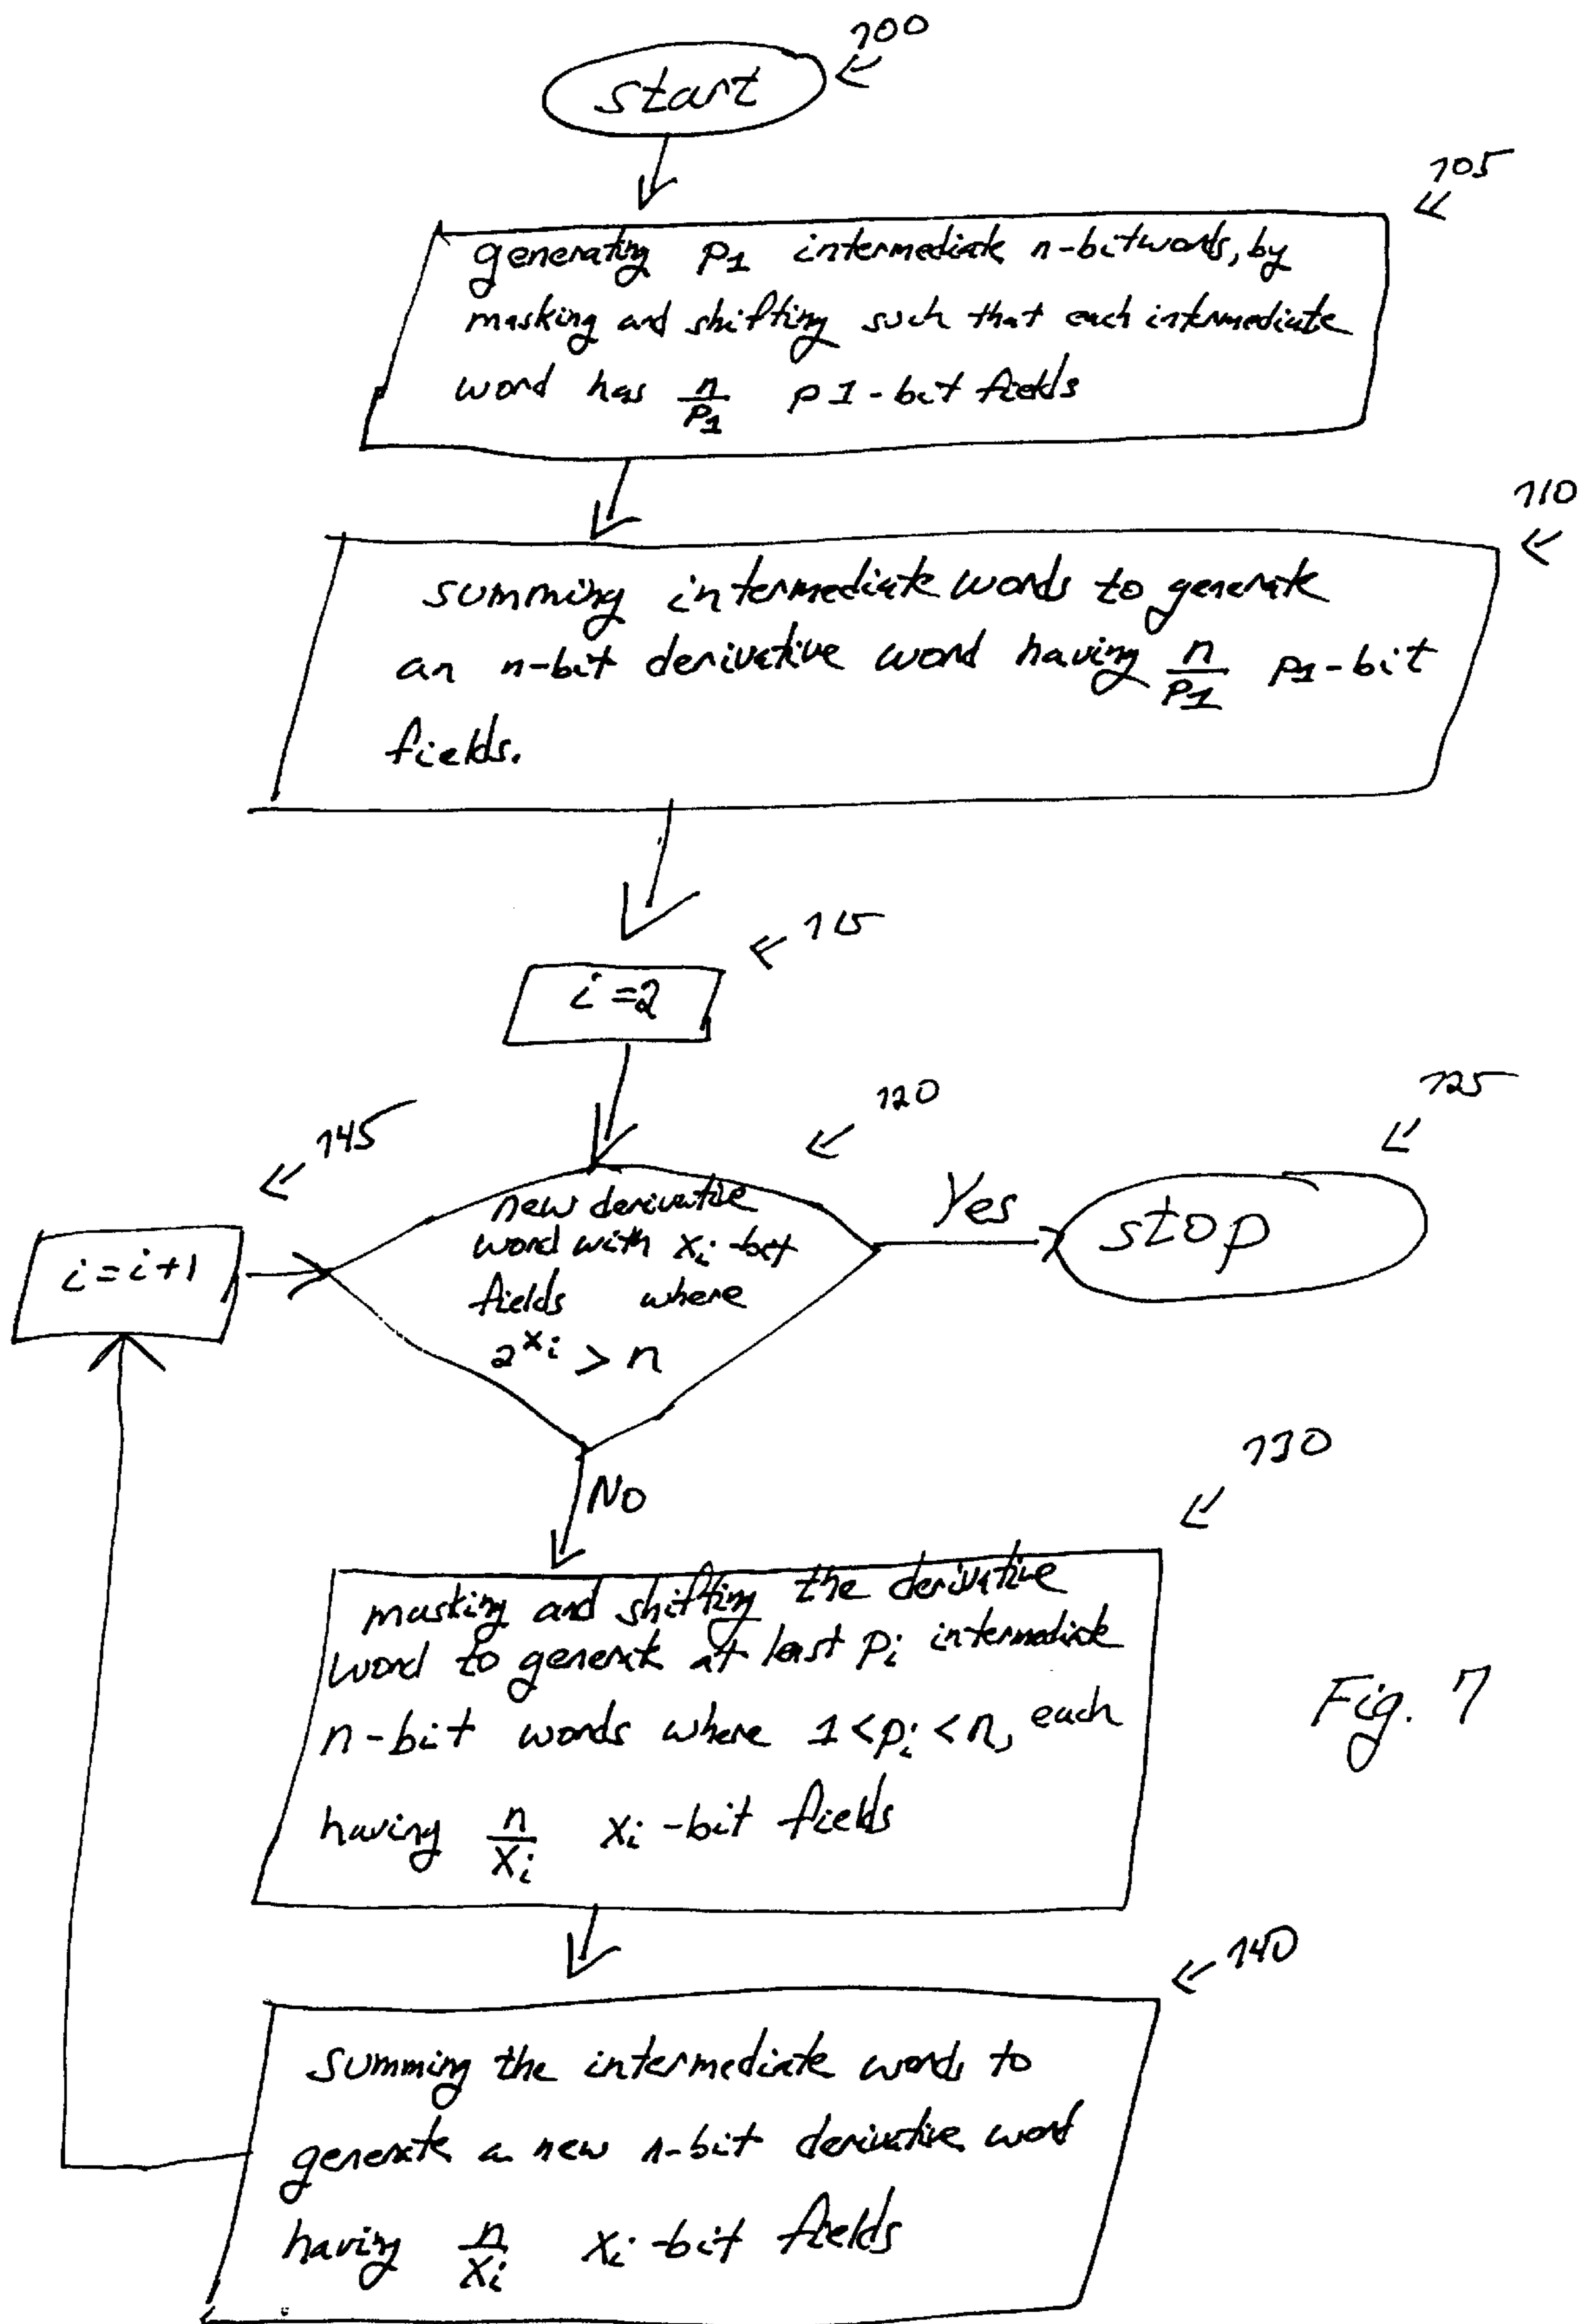 100
start
105
generating p1 intermediate n-bit words, by
masking and shifting such that each intermediate
word has n/p1 p1-bit fields
110
summing intermediate words to generate
an n-bit derivative word having n/p1 p1-bit
fields.
115
i=2
120
125
145
new derivative
word with xi-bit
fields where
2^xi > n
Yes
stop
i=i+1
No
130
masking and shifting the derivative
word to generate at least pi intermediate
n-bit words where 1<pi<n, each
having n/xi xi-bit fields
Fig. 7
140
summing the intermediate words to
generate a new n-bit derivative word
having n/xi xi-bit fields